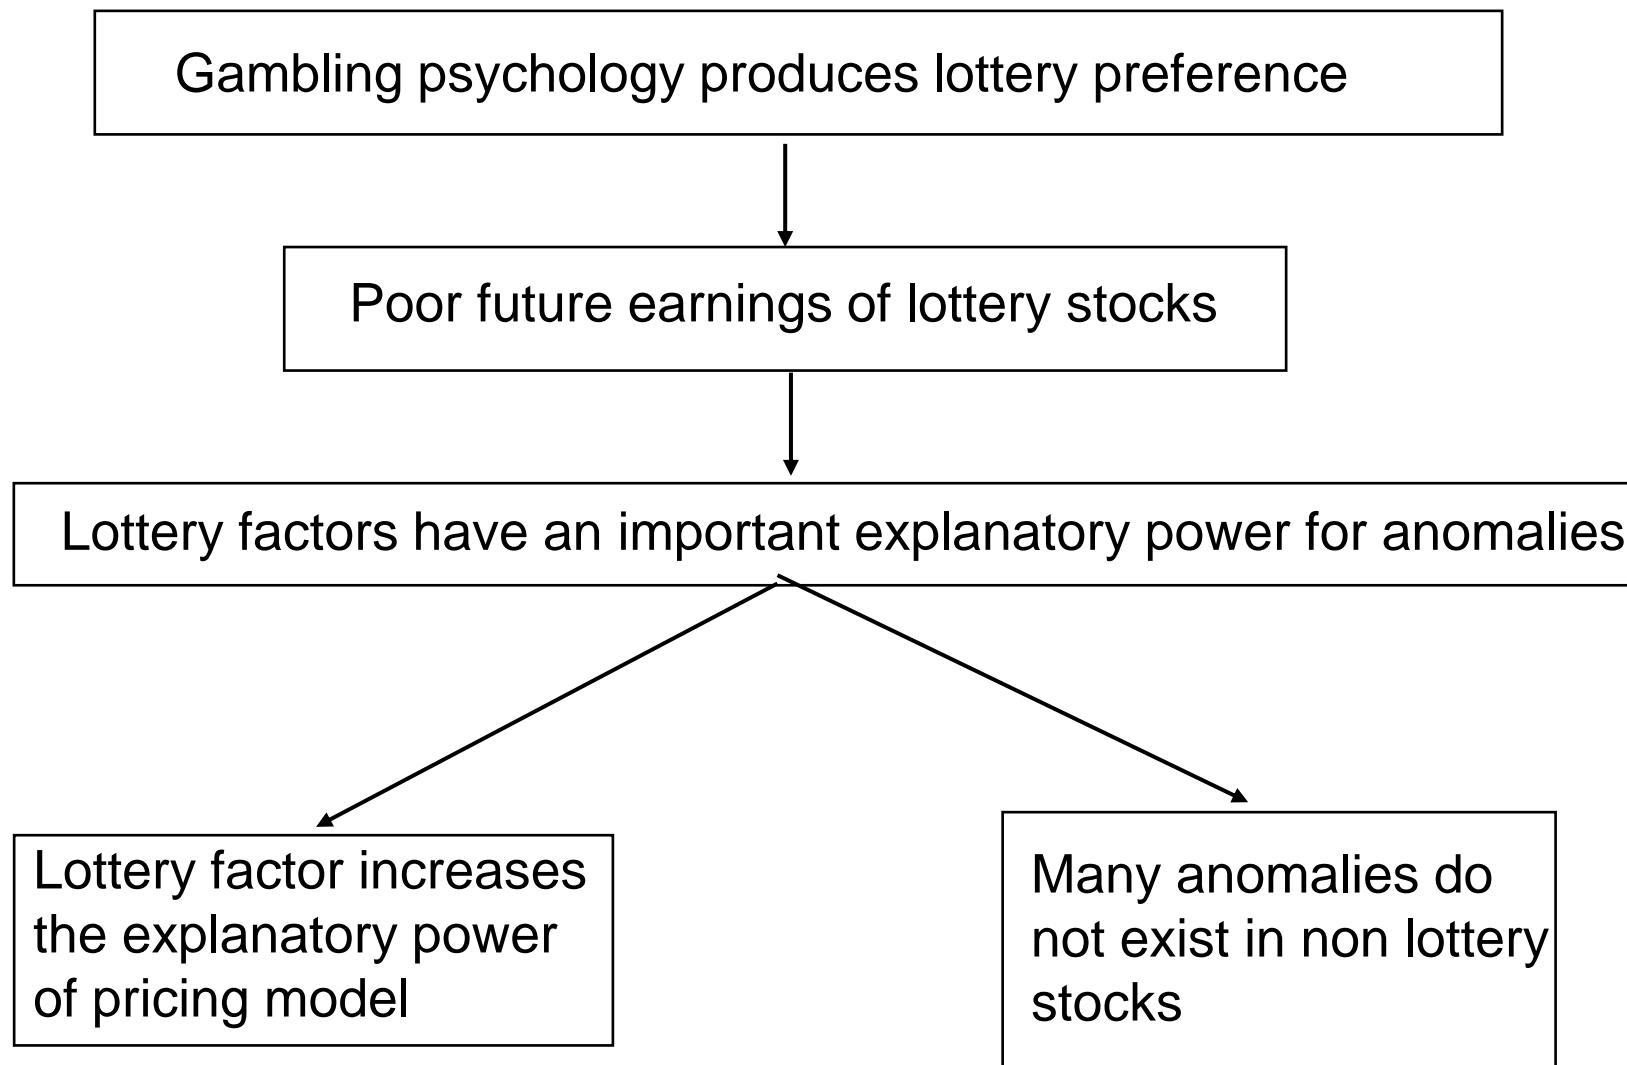 Gambling psychology produces lottery preference
Poor future earnings of lottery stocks
Lottery factors have an important explanatory power for anomalies
Lottery factor increases
the explanatory power
of pricing model
Many anomalies do
not exist in non lottery
stocks